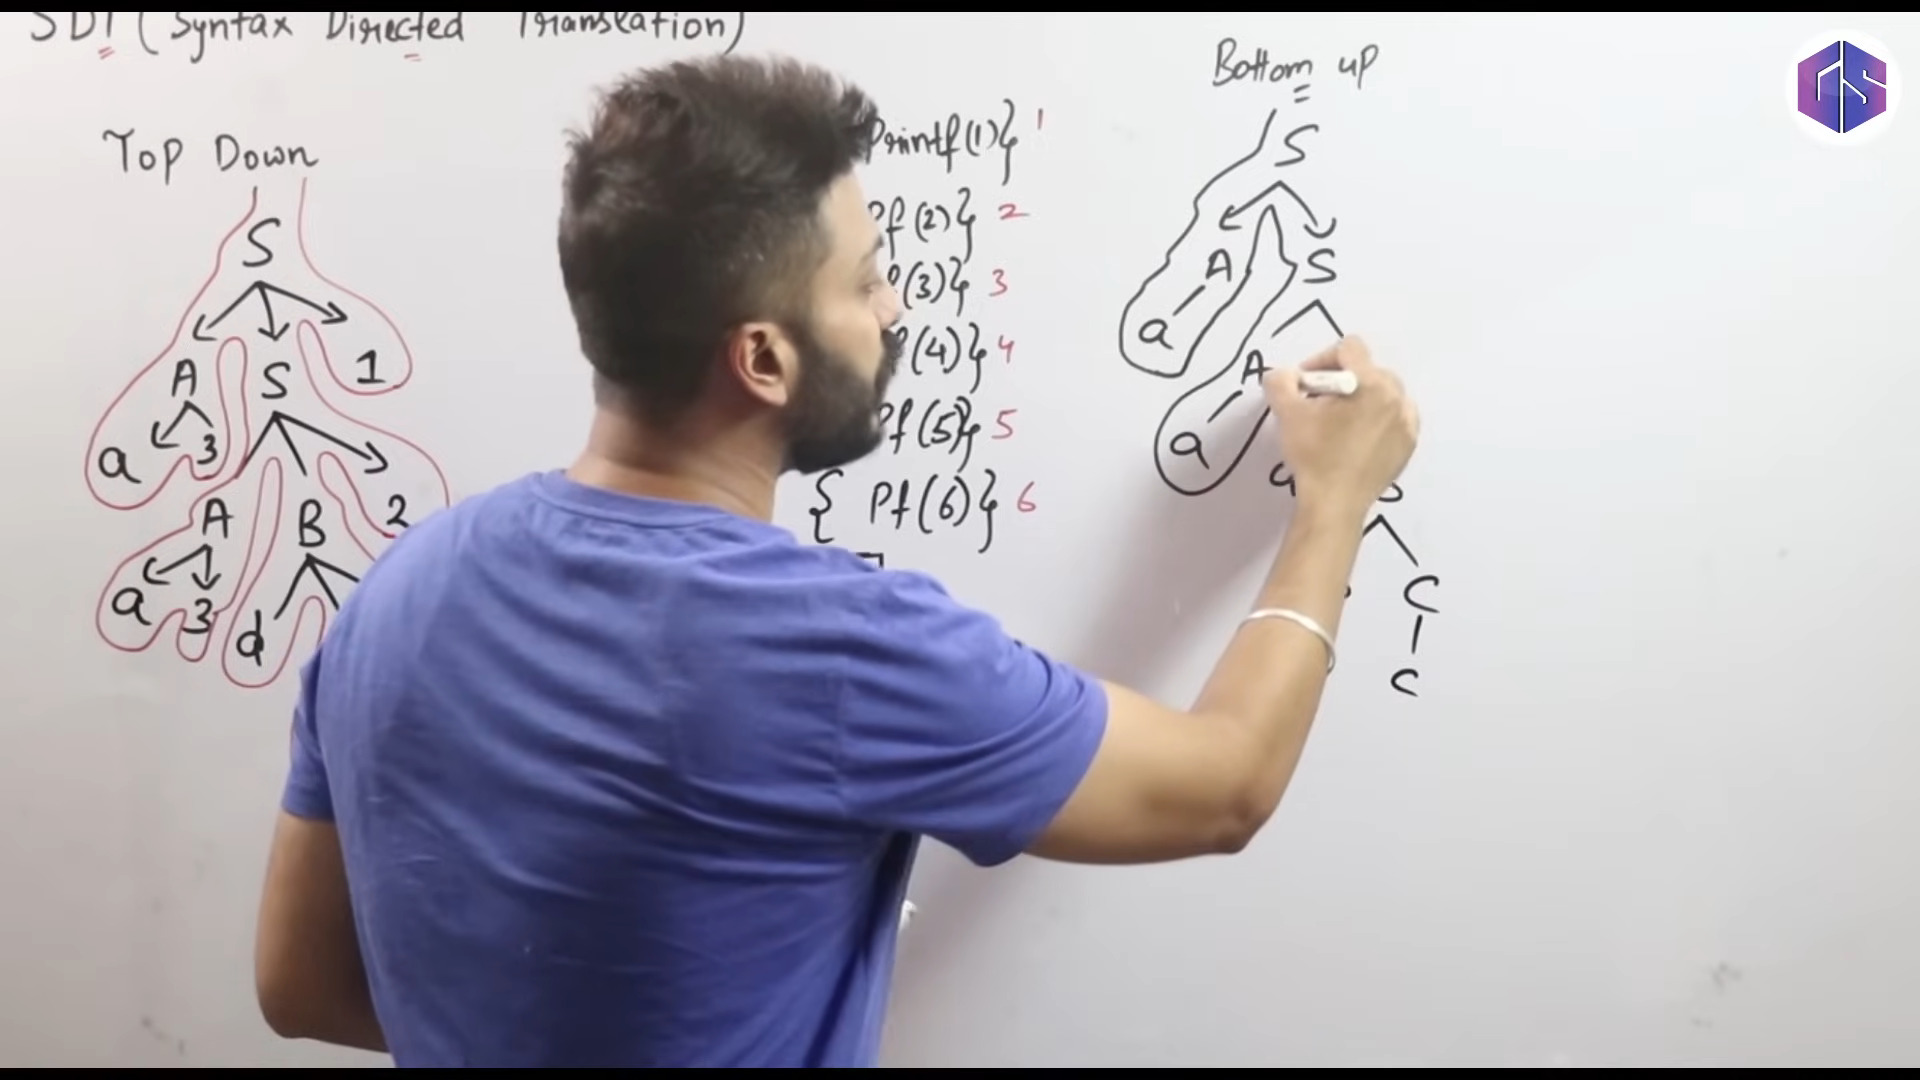 SDT (Syntax Directed Translation)
Top Down
S
A S 1
a 3 A B 2
a 3 d
Printf(1)} 1
Pf(2)} 2
(3)} 3
(4)} 4
Pf(5)} 5
{ Pf(6)} 6
Bottom up
S
A S
a A
a
C
C
GS